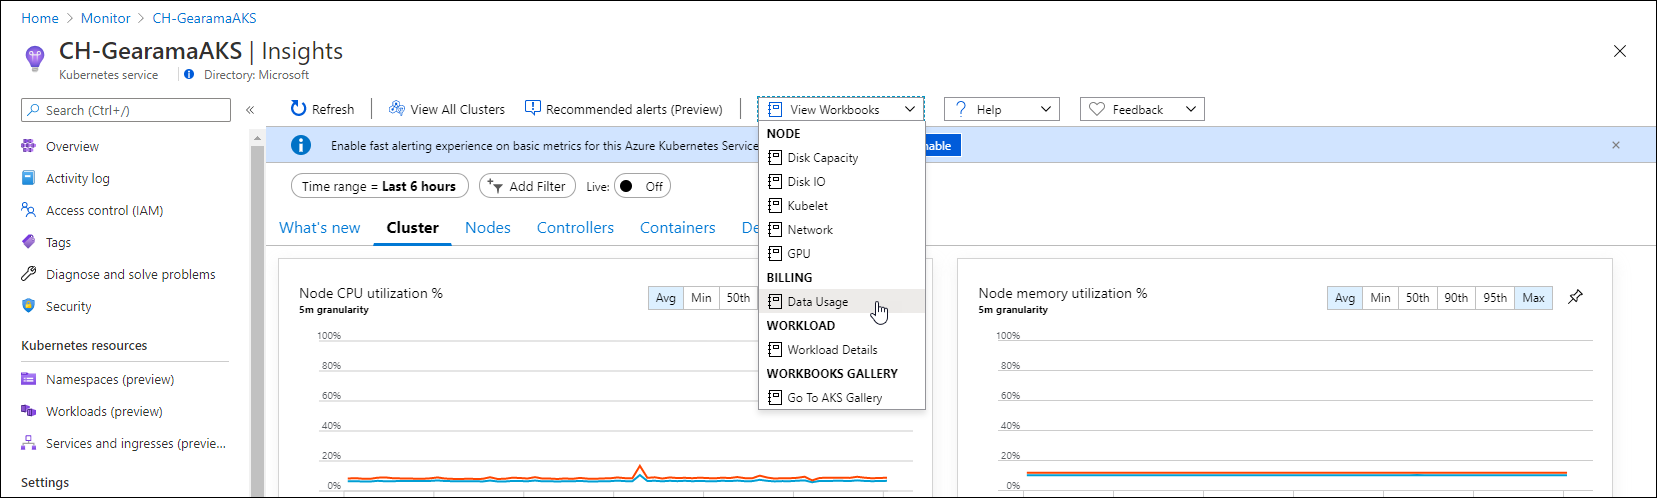 Home > Monitor > CH-GearamaAKS
CH-GearamaAKS | Insights
Kubernetes service
Directory: Microsoft
Search (Ctrl+/)
«
Overview
Activity log
Access control (IAM)
Tags
Diagnose and solve problems
Security
Kubernetes resources
Namespaces (preview)
Workloads (preview)
Services and ingresses (previe...
Settings
Refresh
View All Clusters
Recommended alerts (Preview)
View Workbooks
Help
Feedback
Enable fast alerting experience on basic metrics for this Azure Kubernetes Service
nable
NODE
Disk Capacity
Disk IO
Kubelet
Network
GPU
BILLING
Data Usage
WORKLOAD
Workload Details
WORKBOOKS GALLERY
Go To AKS Gallery
Time range = Last 6 hours
Add Filter
Live: Off
What's new
Cluster
Nodes
Controllers
Containers
Node CPU utilization %
5m granularity
Avg Min 50th
100%
80%
60%
40%
20%
0%
Node memory utilization %
5m granularity
Avg Min 50th 90th 95th Max
100%
80%
60%
40%
20%
0%